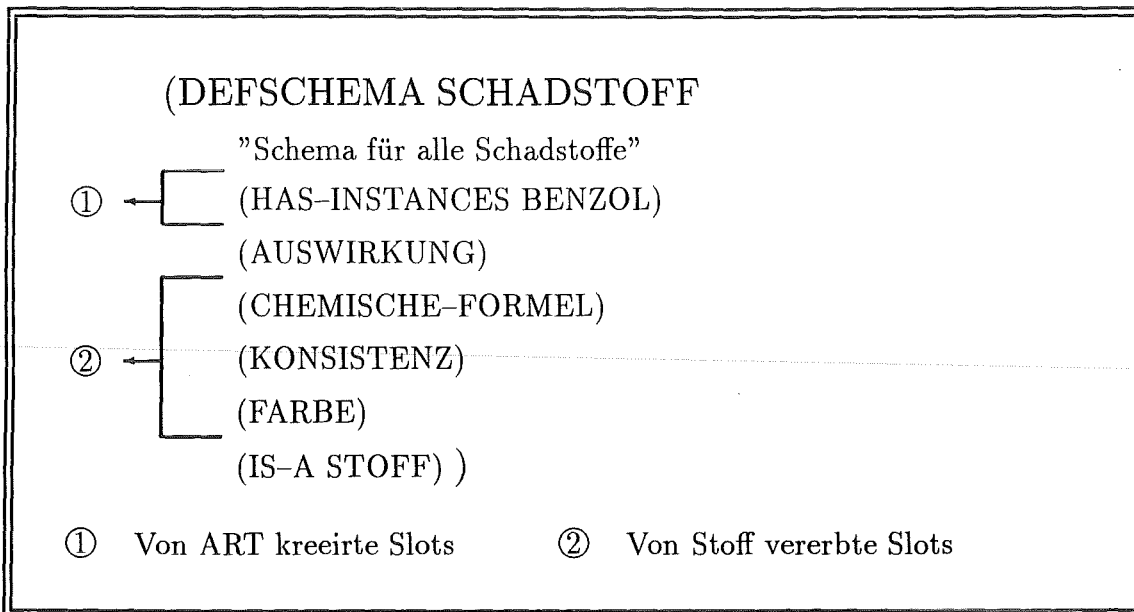 (DEFSCHEMA SCHADSTOFF
”Schema für alle Schadstoffe”
① (HAS–INSTANCES BENZOL)
(AUSWIRKUNG)
(CHEMISCHE–FORMEL)
② (KONSISTENZ)
(FARBE)
(IS–A STOFF) )
① Von ART kreeirte Slots ② Von Stoff vererbte Slots